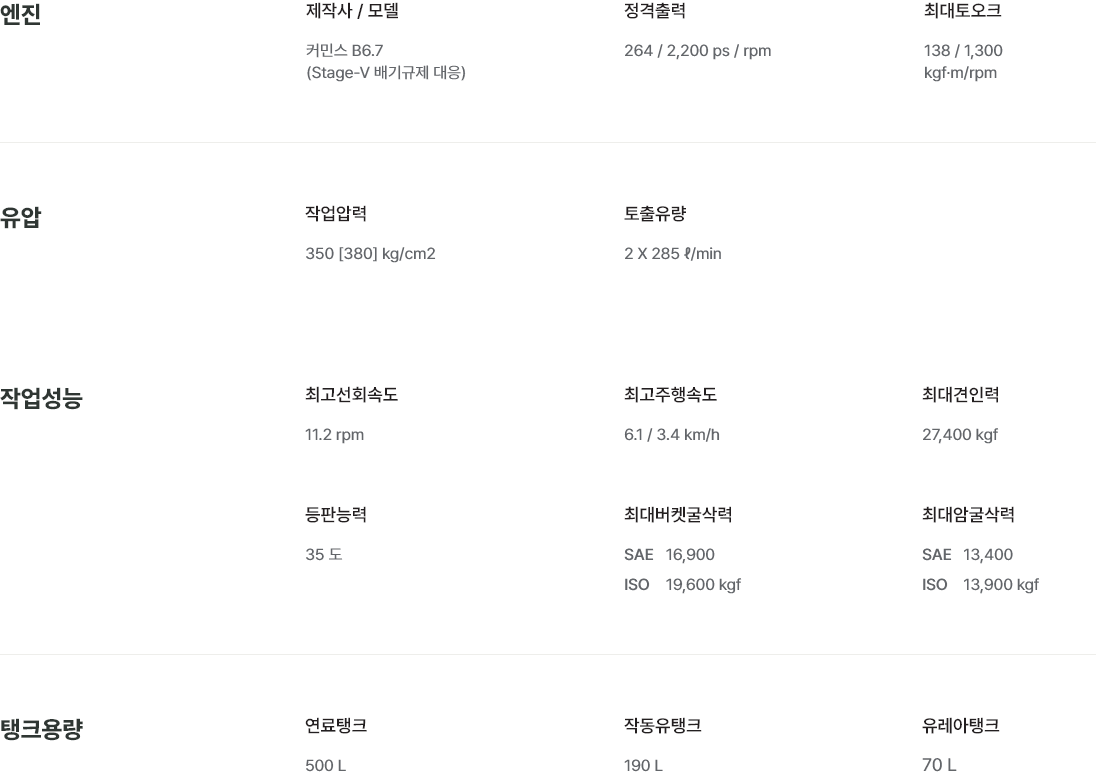 엔진
제작사 / 모델
정격출력
최대토오크
커민스 B6.7
(Stage-V 배기규제 대응)
264 / 2,200 ps / rpm
138 / 1,300
kgf·m/rpm
유압
작업압력
토출유량
350 [380] kg/cm2
2 X 285 ℓ/min
작업성능
최고선회속도
최고주행속도
최대견인력
11.2 rpm
6.1 / 3.4 km/h
27,400 kgf
등판능력
최대버켓굴삭력
최대암굴삭력
35 도
SAE 16,900
ISO 19,600 kgf
SAE 13,400
ISO 13,900 kgf
탱크용량
연료탱크
작동유탱크
유레아탱크
500 L
190 L
70 L